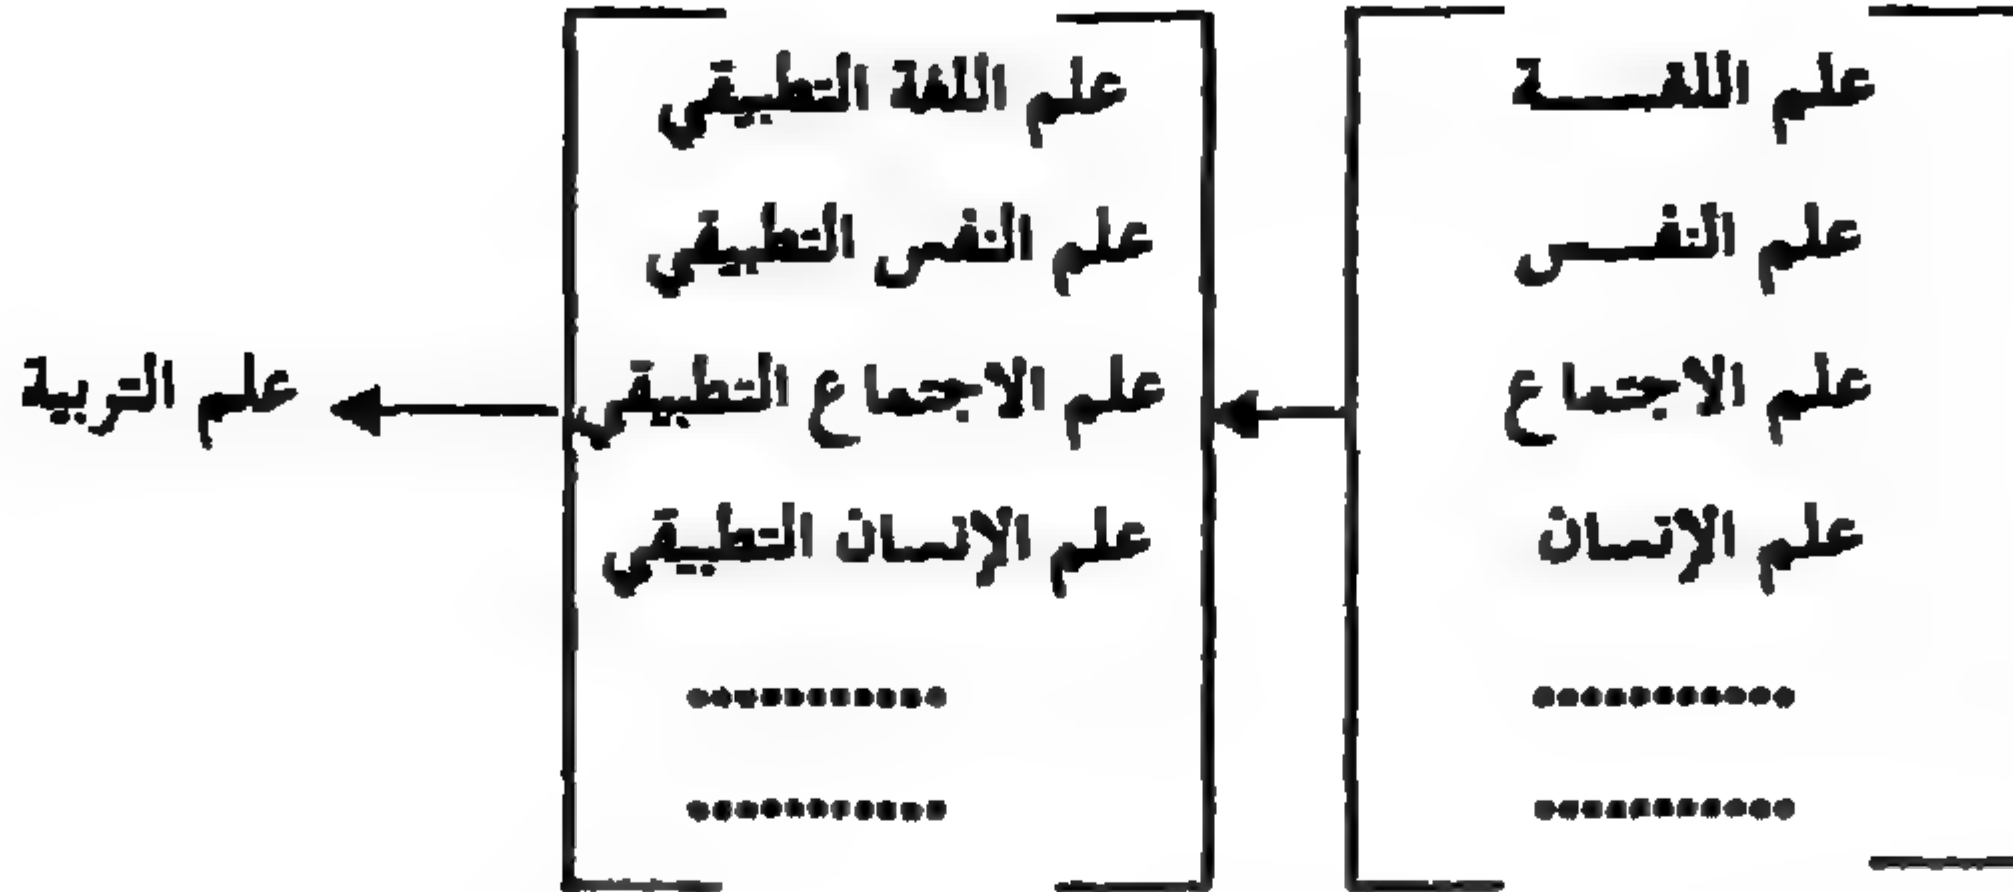 علم اللغة
علم النفس
علم الاجتماع
علم الإنسان
...........
...........
علم اللغة التطبيقي
علم النفس التطبيقي
علم الاجتماع التطبيقي
علم الإنسان التطبيقي
...........
...........
علم التربية